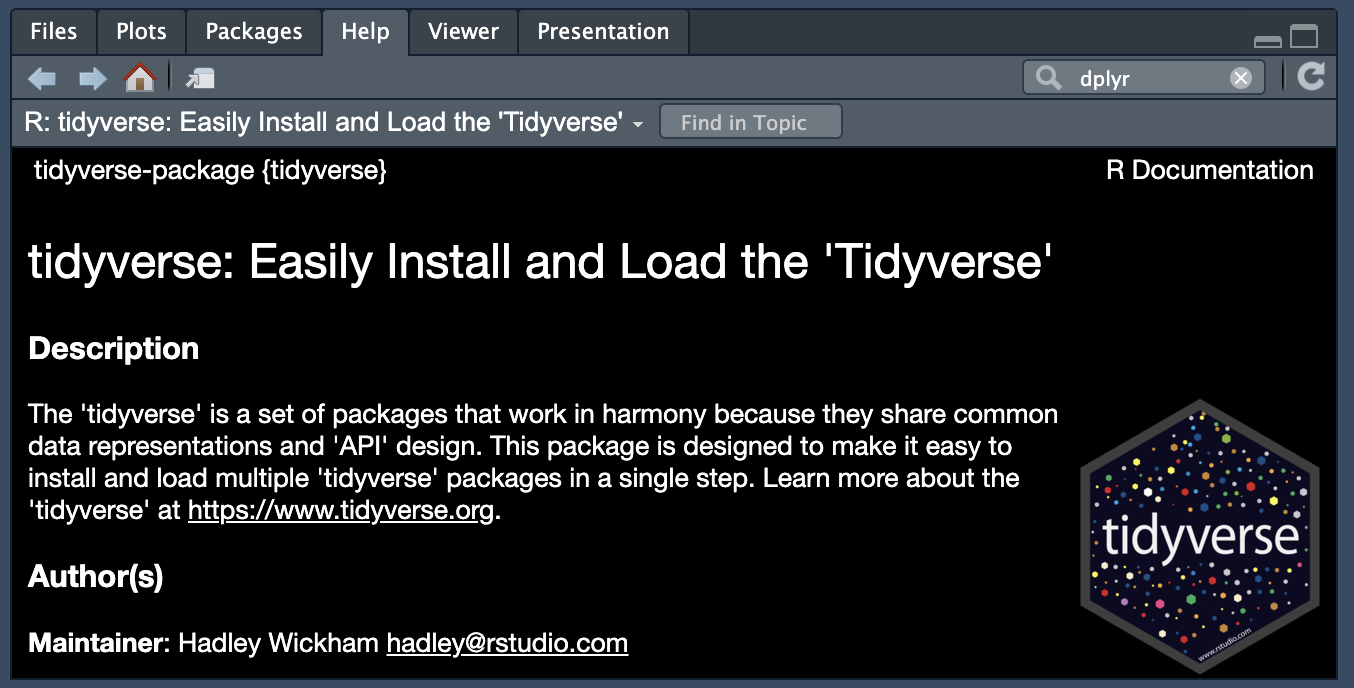 Files Plots Packages Help Viewer Presentation
dplyr
R: tidyverse: Easily Install and Load the 'Tidyverse' Find in Topic
tidyverse-package {tidyverse} R Documentation
tidyverse: Easily Install and Load the 'Tidyverse'
Description
The 'tidyverse' is a set of packages that work in harmony because they share common
data representations and 'API' design. This package is designed to make it easy to
install and load multiple 'tidyverse' packages in a single step. Learn more about the
'tidyverse' at https://www.tidyverse.org.
tidyverse
www.rstudio.com
Author(s)
Maintainer: Hadley Wickham hadley@rstudio.com